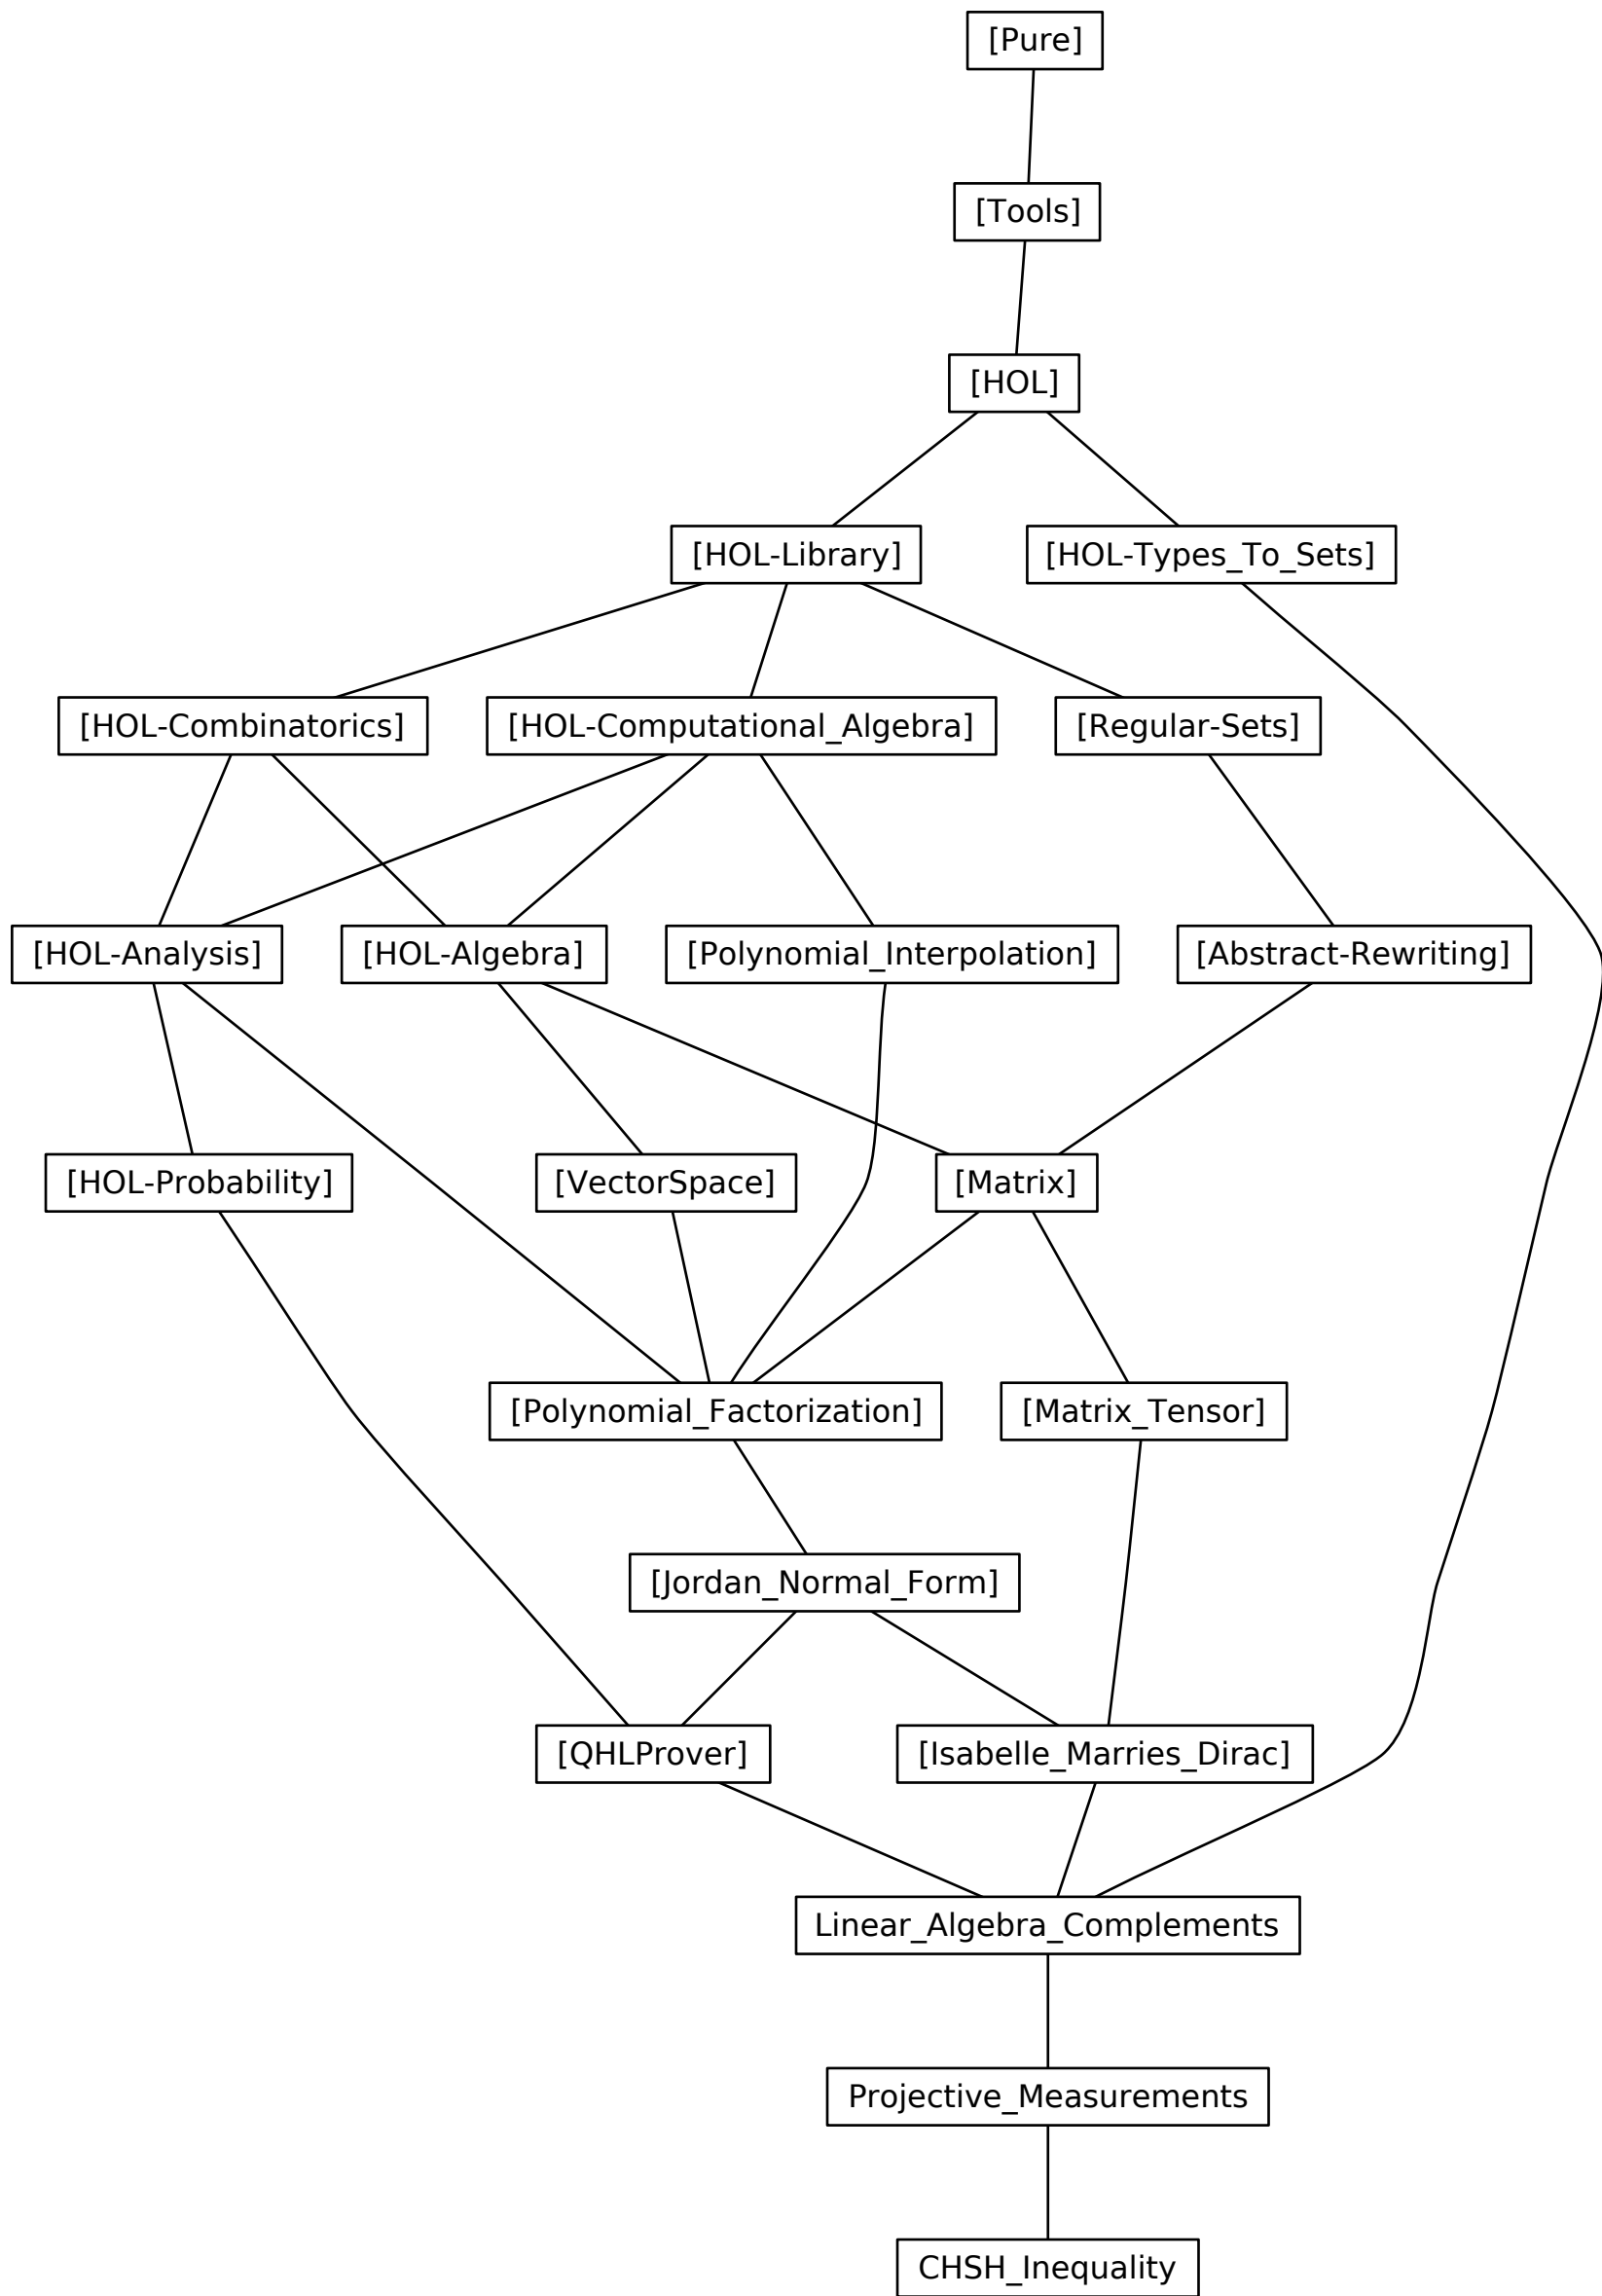 [Pure]
[Tools]
[HOL]
[HOL-Library]
[HOL-Types_To_Sets]
[HOL-Combinatorics]
[HOL-Computational_Algebra]
[Regular-Sets]
[HOL-Analysis]
[HOL-Algebra]
[Polynomial_Interpolation]
[Abstract-Rewriting]
[HOL-Probability]
[VectorSpace]
[Matrix]
[Polynomial_Factorization]
[Matrix_Tensor]
[Jordan_Normal_Form]
[QHLProver]
[Isabelle_Marries_Dirac]
Linear_Algebra_Complements
Projective_Measurements
CHSH_Inequality